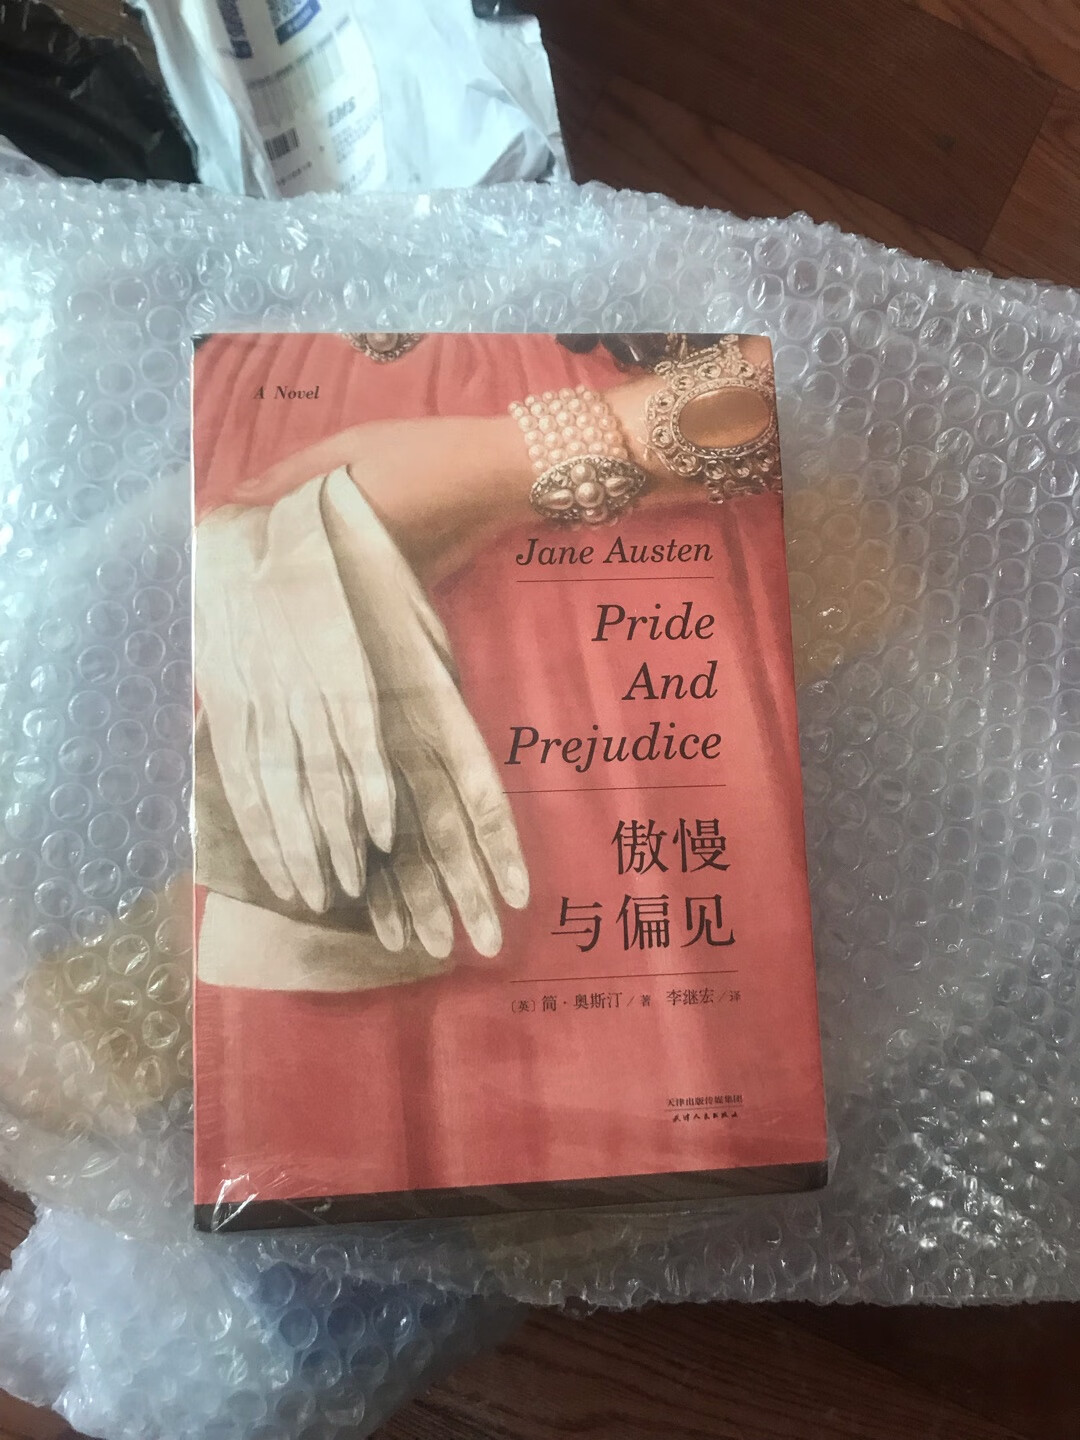 EMS
A Novel
Jane Austen
Pride
And
Prejudice
傲慢
与偏见
〔英〕简·奥斯汀/著 李继宏/译
天津出版传媒集团
天津人民出版社